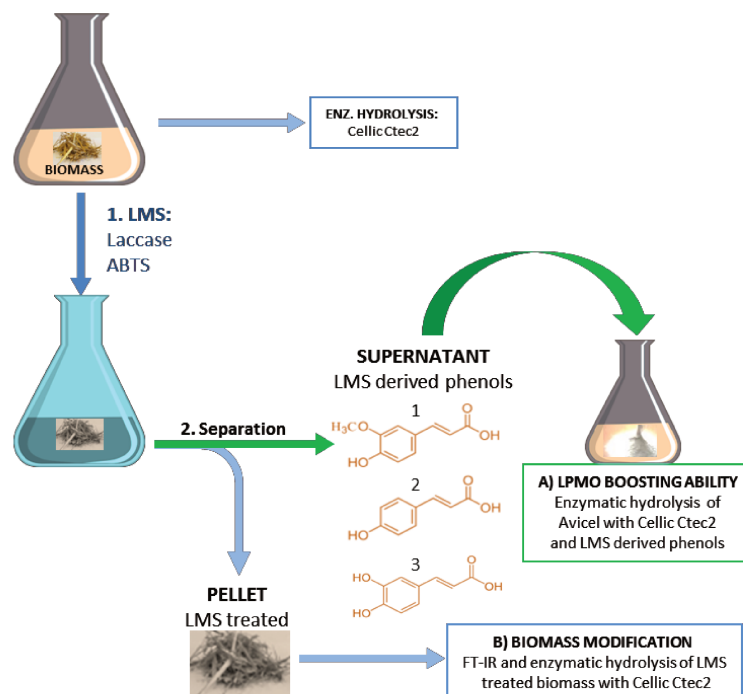 ENZ. HYDROLYSIS:
Cellic Ctec2
BIOMASS
1. LMS:
Laccase
ABTS
SUPERNATANT
LMS derived phenols
2. Separation
1
H₃C
O
O
OH
HO
2
O
OH
HO
3
O
HO
OH
HO
A) LPMO BOOSTING ABILITY
Enzymatic hydrolysis of
Avicel with Cellic Ctec2
and LMS derived phenols
PELLET
LMS treated
B) BIOMASS MODIFICATION
FT-IR and enzymatic hydrolysis of LMS
treated biomass with Cellic Ctec2